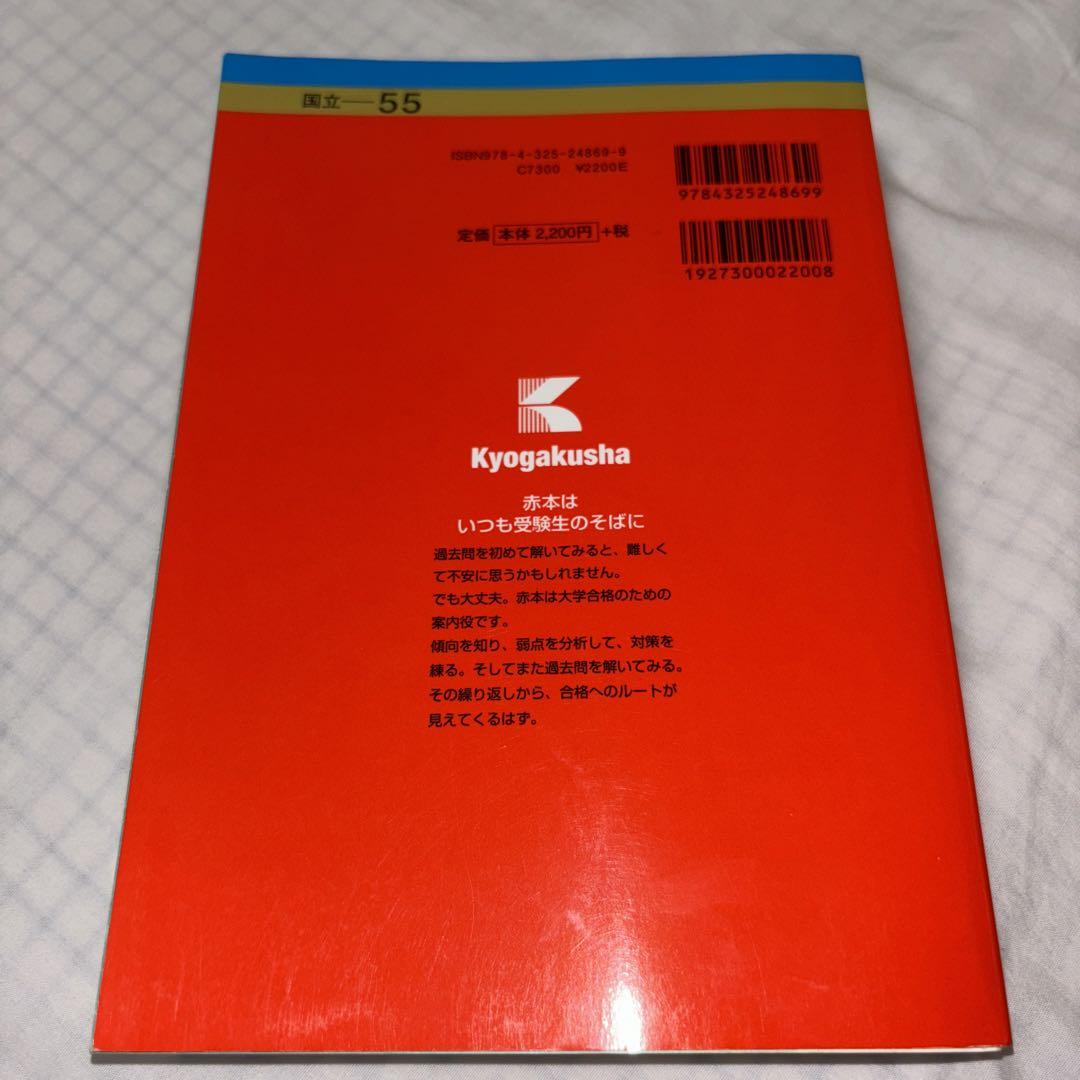 国立—55
ISBN978-4-325-24869-9
C7300 ¥2200E
9784325248699
定価 本体 2,200円 +税
1927300022008
Kyogakusha
赤本は
いつも受験生のそばに
過去問を初めて解いてみると、難しく
て不安に思うかもしれません。
でも大丈夫。赤本は大学合格のための
案内役です。
傾向を知り、弱点を分析して、対策を
練る。そしてまた過去問を解いてみる。
その繰り返しから、合格へのルートが
見えてくるはず。